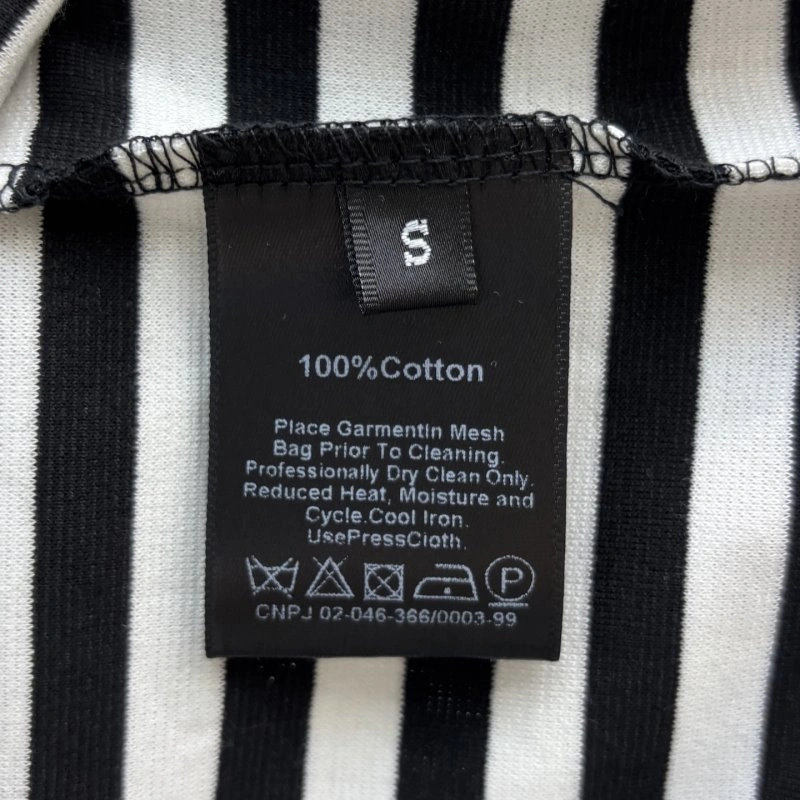 S
100%Cotton
Place GarmentIn Mesh
Bag Prior To Cleaning.
Professionally Dry Clean Only.
Reduced Heat, Moisture and
Cycle.Cool Iron.
UsePressCloth.
P
CNPJ 02-046-366/0003-99